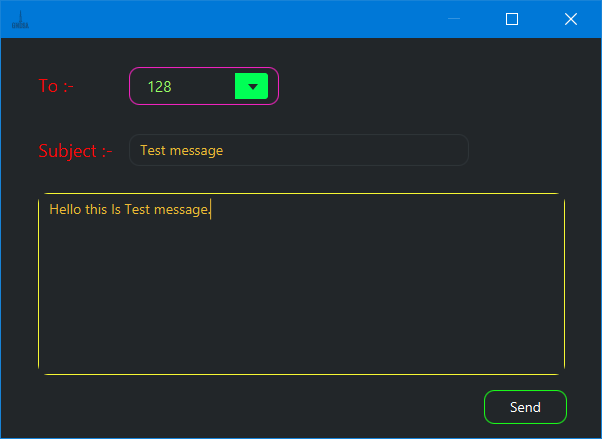 To :-
128
Subject :-
Test message
Hello this Is Test message.
Send